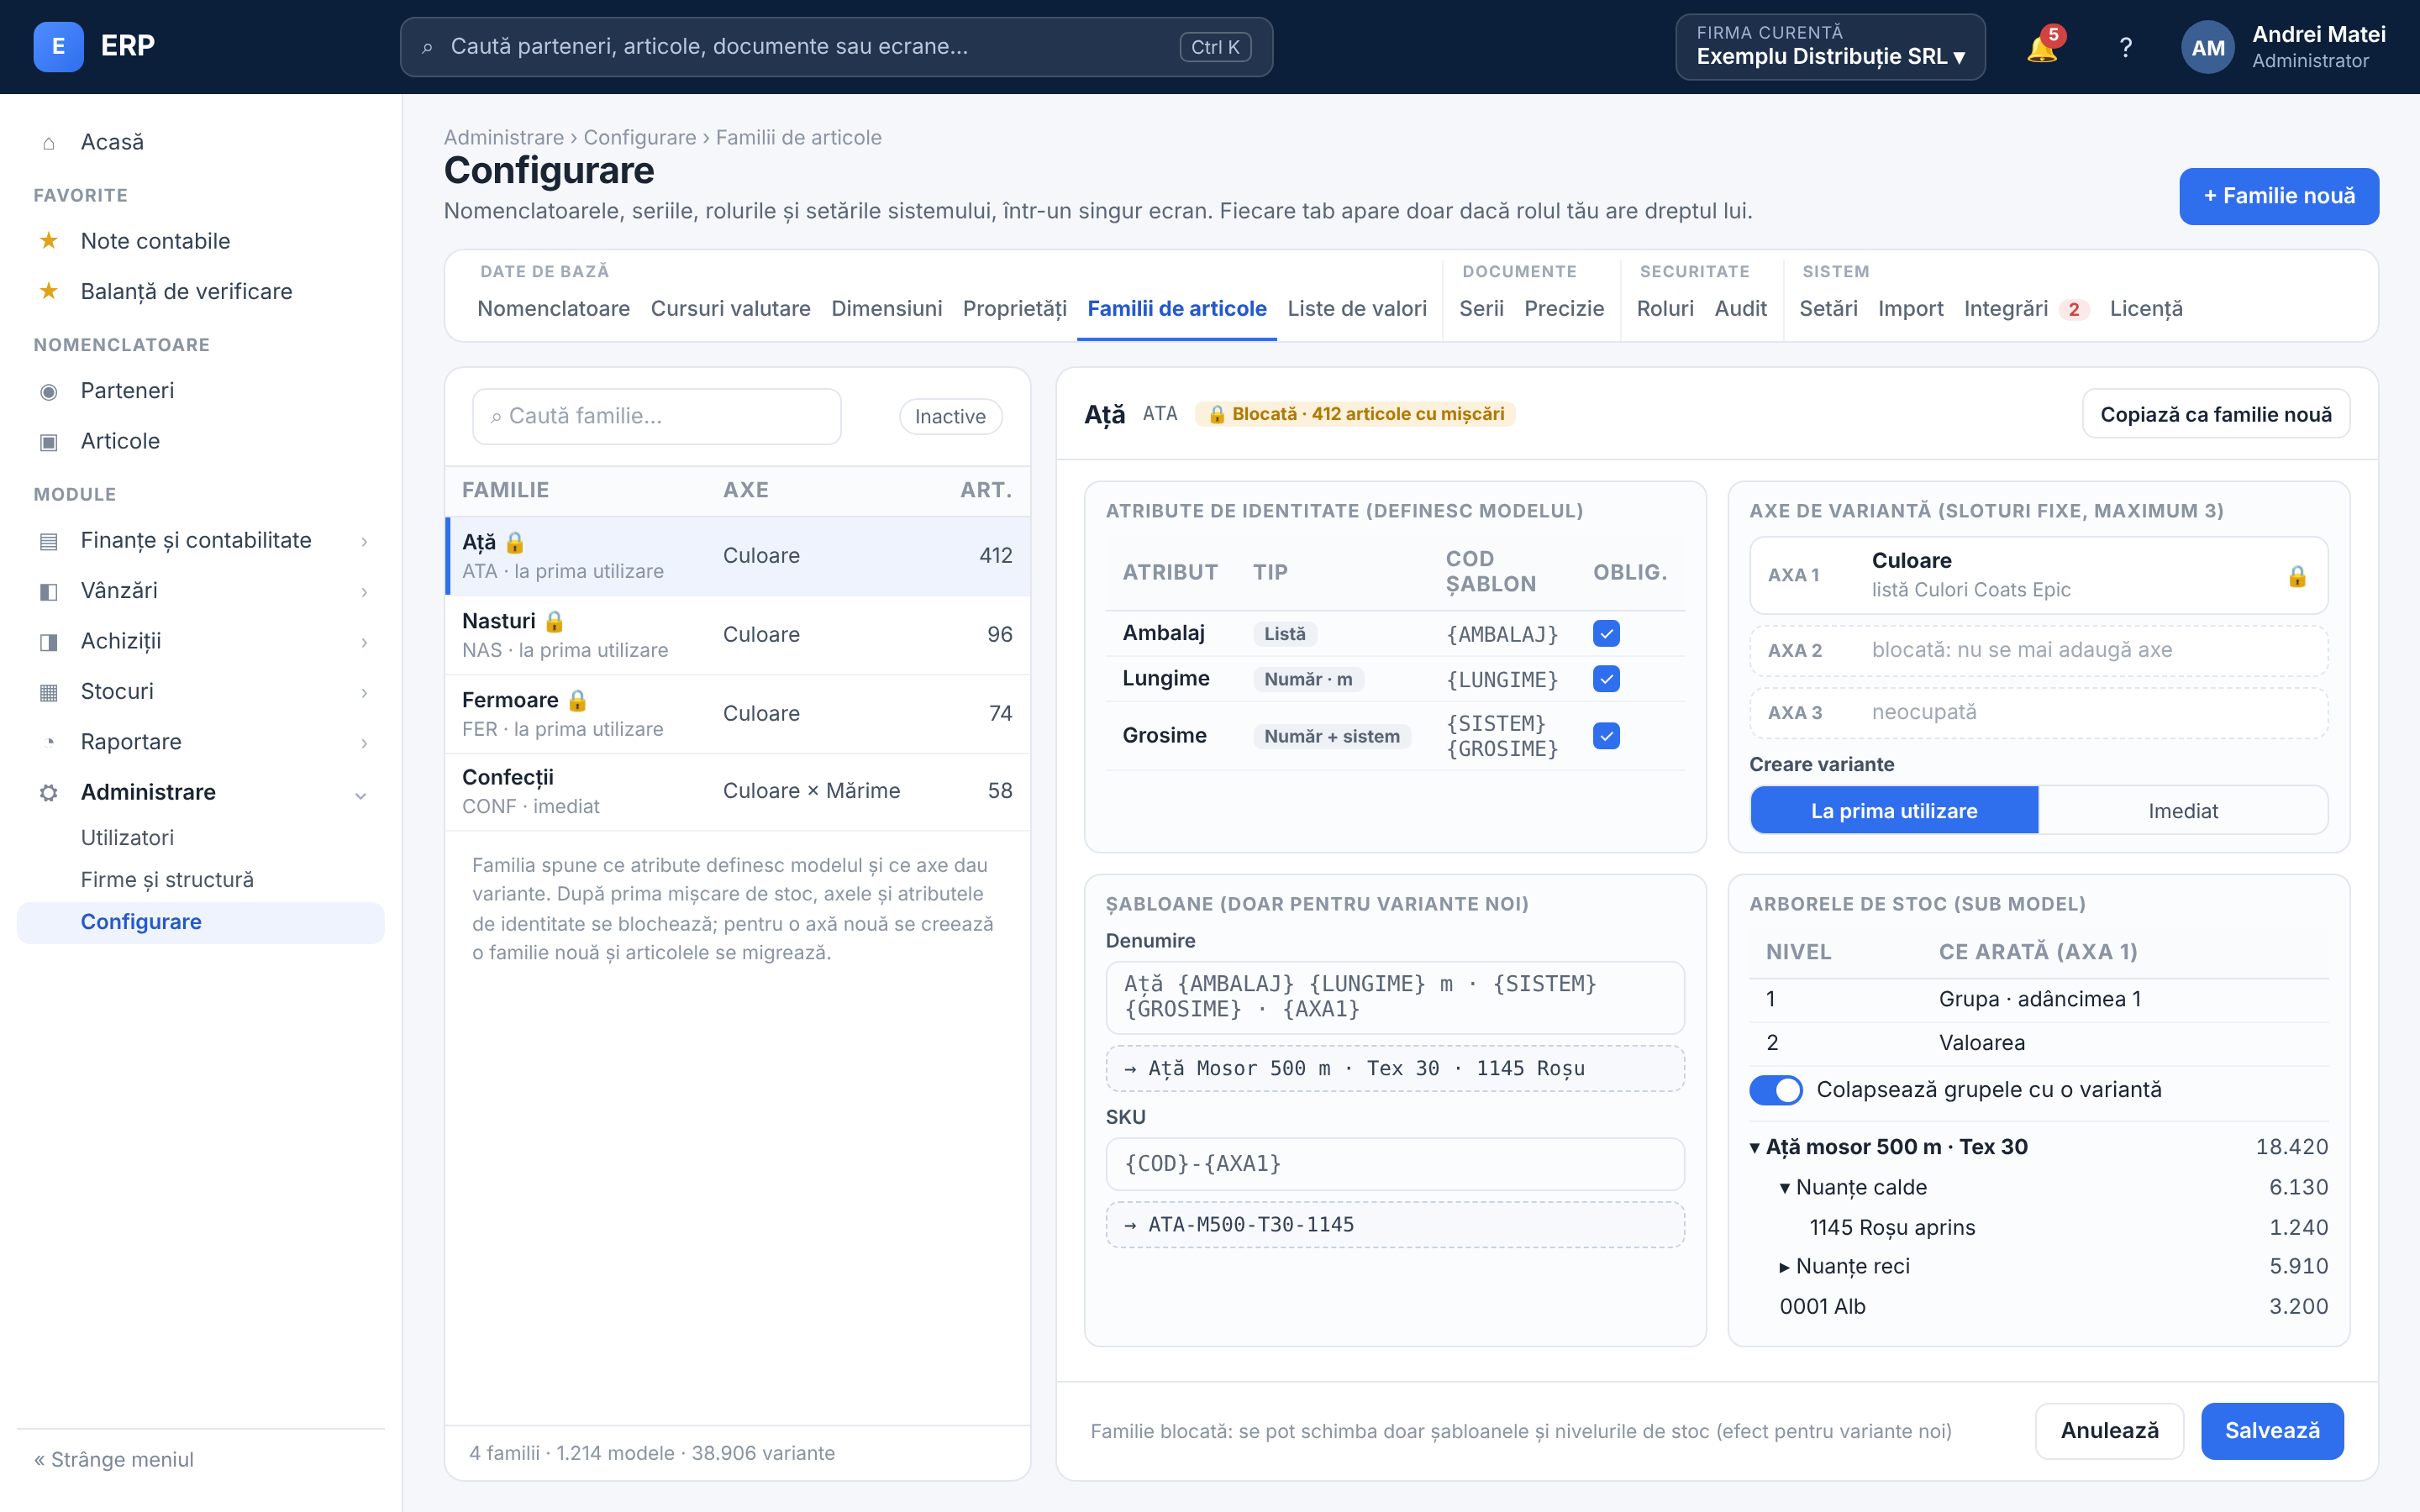 E ERP
Caută parteneri, articole, documente sau ecrane... Ctrl K
FIRMA CURENTĂ
Exemplu Distribuție SRL ▾
5
?
AM
Andrei Matei
Administrator
Acasă
FAVORITE
★ Note contabile
★ Balanță de verificare
NOMENCLATOARE
Parteneri
Articole
MODULE
Finanțe și contabilitate ›
Vânzări ›
Achiziții ›
Stocuri ›
Raportare ›
Administrare
Utilizatori
Firme și structură
Configurare
« Strânge meniul
Administrare › Configurare › Familii de articole
Configurare
Nomenclatoarele, seriile, rolurile și setările sistemului, într-un singur ecran. Fiecare tab apare doar dacă rolul tău are dreptul lui.
+ Familie nouă
DATE DE BAZĂ
Nomenclatoare Cursuri valutare Dimensiuni Proprietăți Familii de articole Liste de valori
DOCUMENTE
Serii Precizie
SECURITATE
Roluri Audit
SISTEM
Setări Import Integrări 2 Licență
Caută familie... Inactive
FAMILIE AXE ART.
Ață 🔒 Culoare 412
ATA · la prima utilizare
Nasturi 🔒 Culoare 96
NAS · la prima utilizare
Fermoare 🔒 Culoare 74
FER · la prima utilizare
Confecții Culoare × Mărime 58
CONF · imediat
Familia spune ce atribute definesc modelul și ce axe dau
variante. După prima mișcare de stoc, axele și atributele
de identitate se blochează; pentru o axă nouă se creează
o familie nouă și articolele se migrează.
4 familii · 1.214 modele · 38.906 variante
Ață ATA 🔒 Blocată · 412 articole cu mișcări Copiază ca familie nouă
ATRIBUTE DE IDENTITATE (DEFINESC MODELUL)
ATRIBUT TIP COD ȘABLON OBLIG.
Ambalaj Listă {AMBALAJ}
Lungime Număr · m {LUNGIME}
Grosime Număr + sistem {SISTEM}
{GROSIME}
AXE DE VARIANTĂ (SLOTURI FIXE, MAXIMUM 3)
AXA 1 Culoare 🔒
listă Culori Coats Epic
AXA 2 blocată: nu se mai adaugă axe
AXA 3 neocupată
Creare variante
La prima utilizare Imediat
ȘABLOANE (DOAR PENTRU VARIANTE NOI)
Denumire
Ață {AMBALAJ} {LUNGIME} m · {SISTEM}
{GROSIME} · {AXA1}
→ Ață Mosor 500 m · Tex 30 · 1145 Roșu
SKU
{COD}-{AXA1}
→ ATA-M500-T30-1145
ARBORELE DE STOC (SUB MODEL)
NIVEL CE ARATĂ (AXA 1)
1 Grupa · adâncimea 1
2 Valoarea
Colapsează grupele cu o variantă
▾ Ață mosor 500 m · Tex 30 18.420
▾ Nuanțe calde 6.130
1145 Roșu aprins 1.240
▸ Nuanțe reci 5.910
0001 Alb 3.200
Familie blocată: se pot schimba doar șabloanele și nivelurile de stoc (efect pentru variante noi)
Anulează Salvează